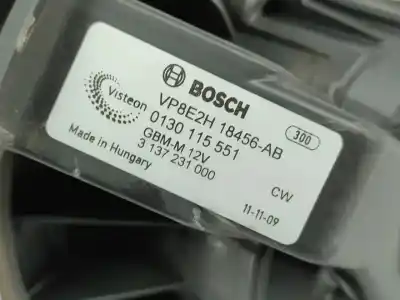 BOSCH
Visteon
VP8E2H 18456-AB
300
0130 115 551
GBM-M 12V
3 137 231 000
Made in Hungary
CW
11-11-09